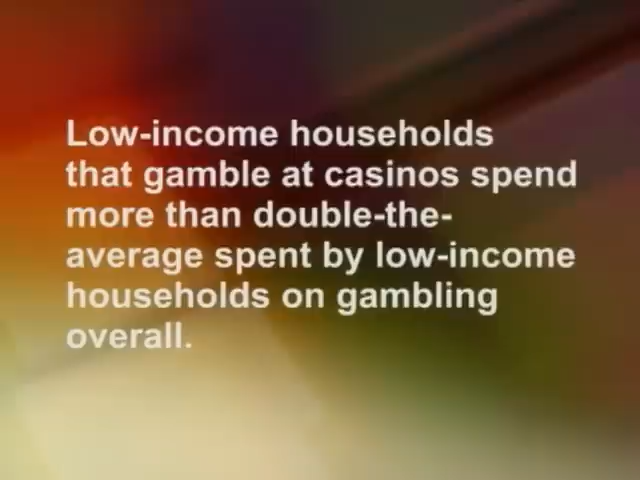 Low-income households
that gamble at casinos spend
more than double-the-
average spent by low-income
households on gambling
overall.